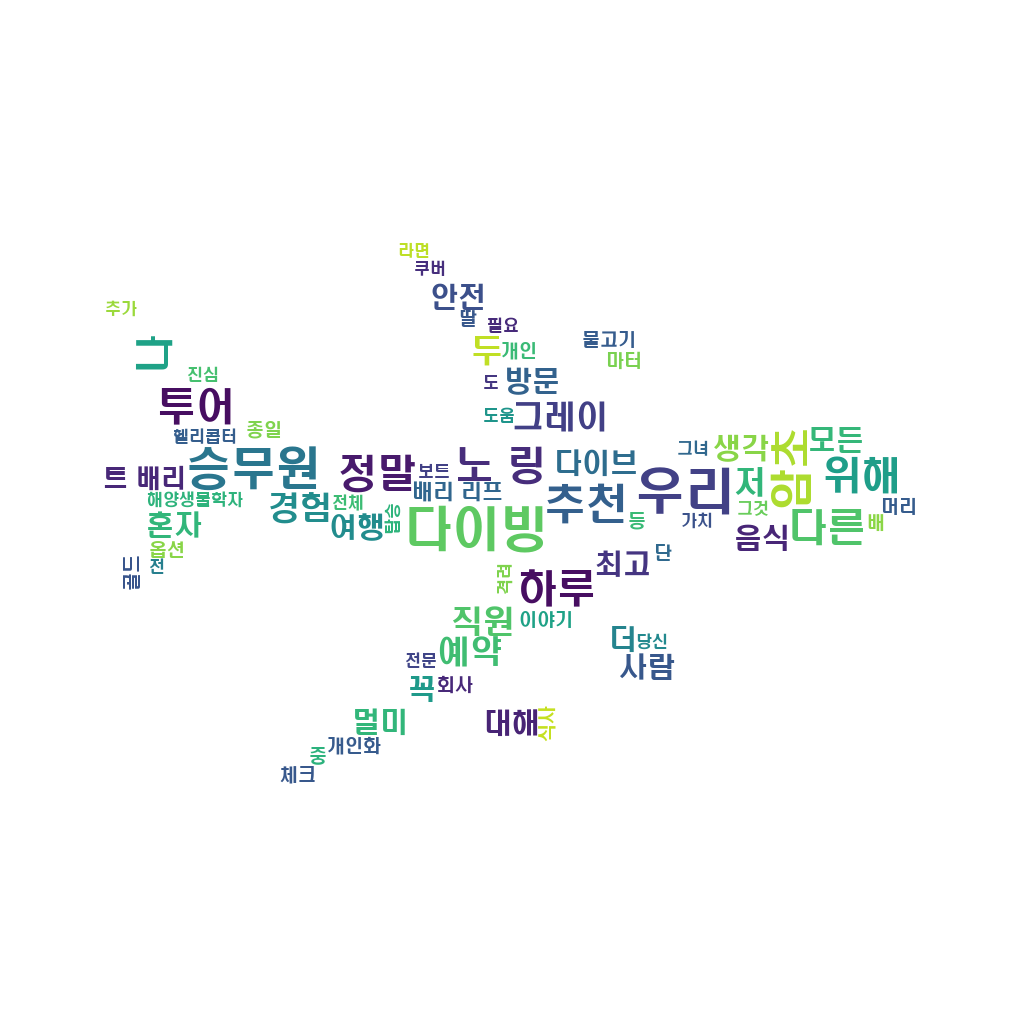 라면
쿠버
안전
딸
필요
추가
나
두
개인
물고기
마터
진심
도
방문
투어
도움
그레이
헬리콥터
종일
승무원
정말
보트
노 링
다이브
그녀
생각
모든
트 배리
배리 리프
우리
저
암초
위해
해양생물학자
경험
전체
추천
그것
머리
혼자
여행
탑승
다이빙
등
가치
음식
다른
배
옵션
전
골드
격려
하루
최고
단
직원
이야기
예약
더
당신
전문
사람
꼭
회사
멀미
대해
식사
중
개인화
체크